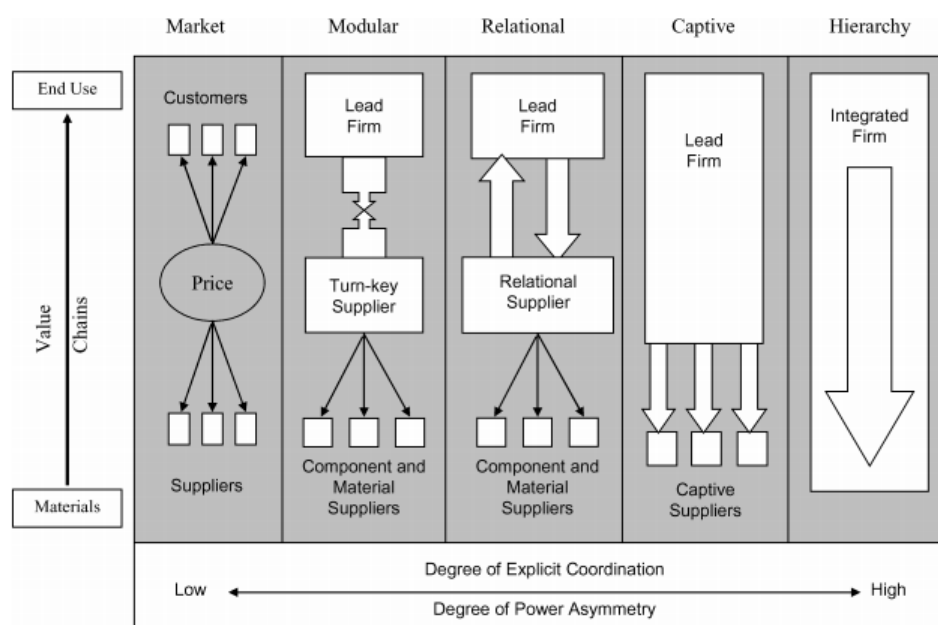 Market
Modular
Relational
Captive
Hierarchy
End Use
Value
Chains
Materials
Customers
Price
Suppliers
Lead
Firm
Turn-key
Supplier
Component and
Material
Suppliers
Lead
Firm
Relational
Supplier
Component and
Material
Suppliers
Lead
Firm
Captive
Suppliers
Integrated
Firm
Degree of Explicit Coordination
Low
High
Degree of Power Asymmetry